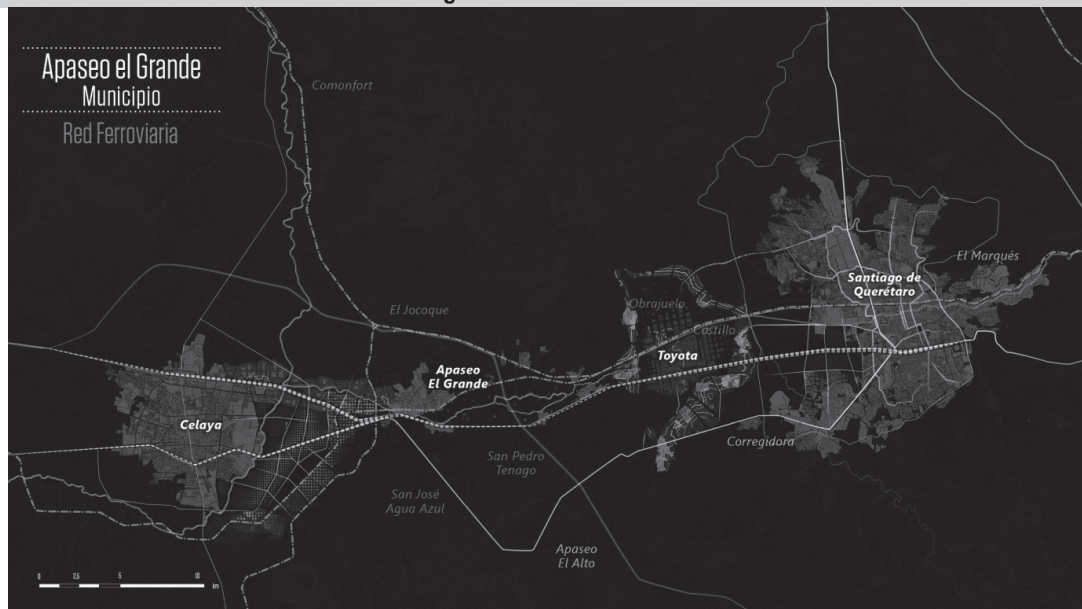 Apaseo el Grande
Municipio
Red Ferroviaria
Comonfort
El Marqués
Santiago de
Querétaro
Obrajuelo
El Jocoque
Castillo
Toyota
Apaseo
El Grande
Celaya
Corregidora
San Pedro
Tenago
San José
Agua Azul
Apaseo
El Alto
0 2.5 5 10
km